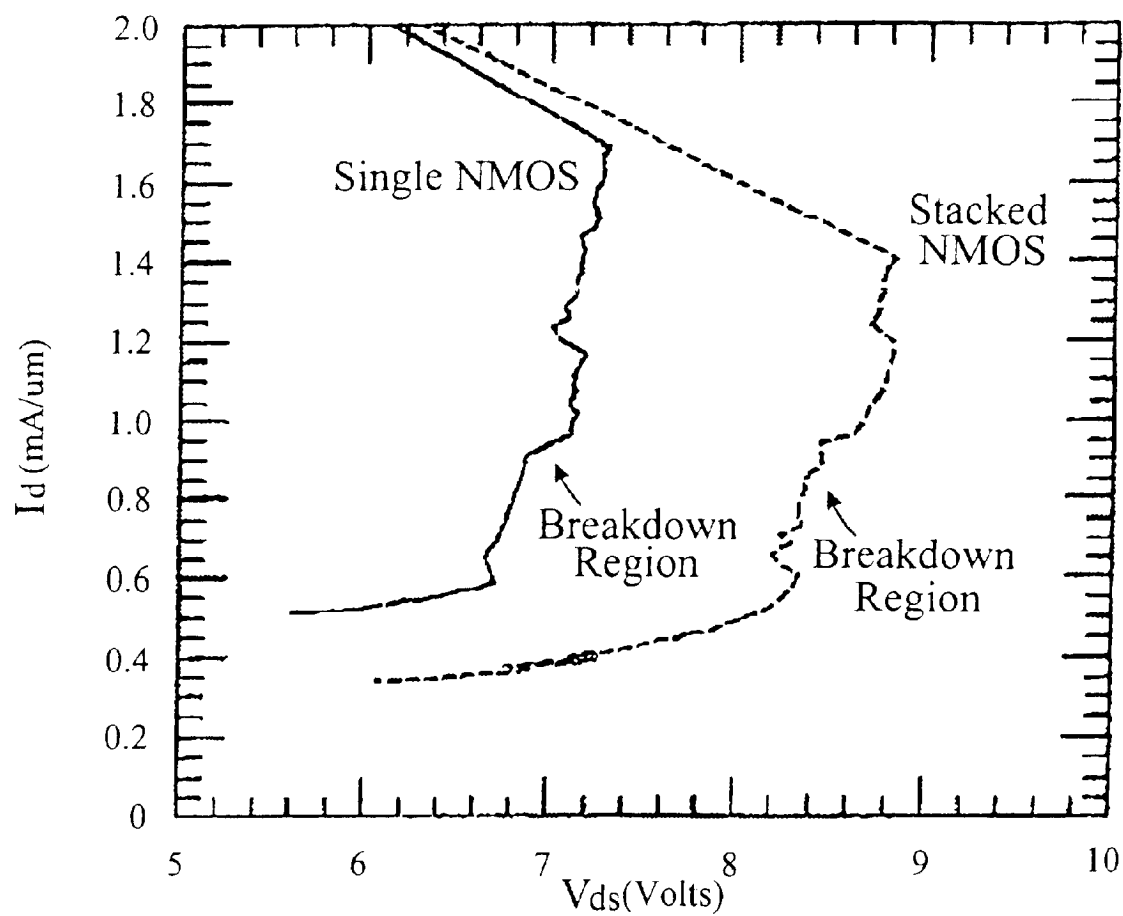 2.0
1.8
1.6
1.4
1.2
1.0
0.8
0.6
0.4
0.2
0
Id (mA/um)
Single NMOS
Stacked
NMOS
Breakdown
Region
Breakdown
Region
5
6
7
8
9
10
Vds(Volts)